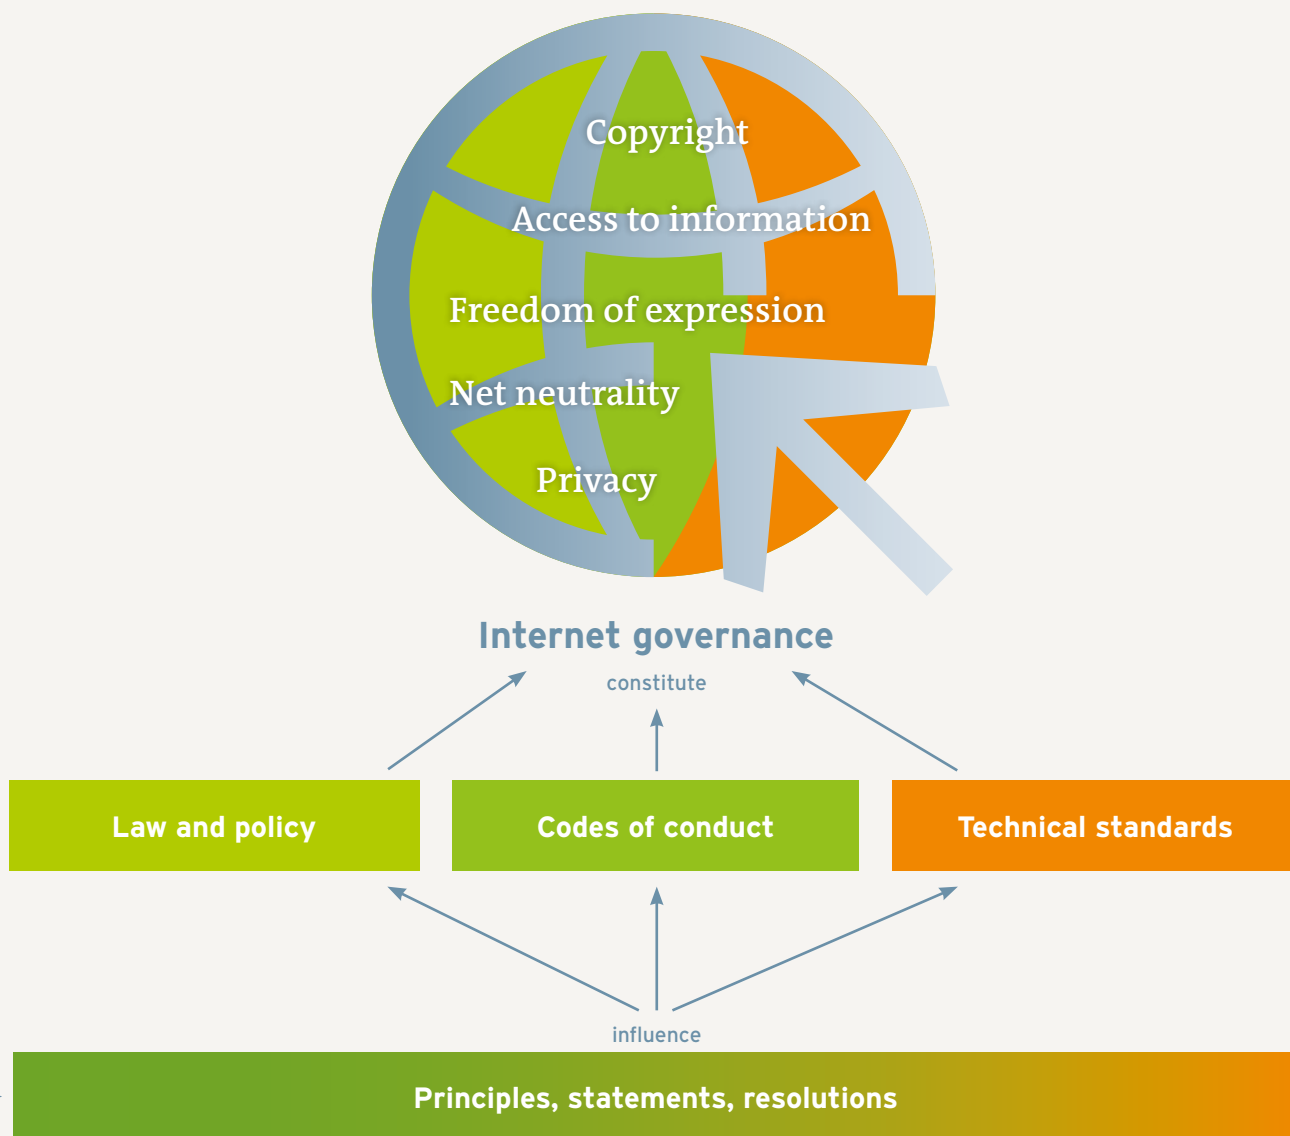 Copyright
Access to information
Freedom of expression
Net neutrality
Privacy
Internet governance
constitute
Law and policy
Codes of conduct
Technical standards
influence
Principles, statements, resolutions